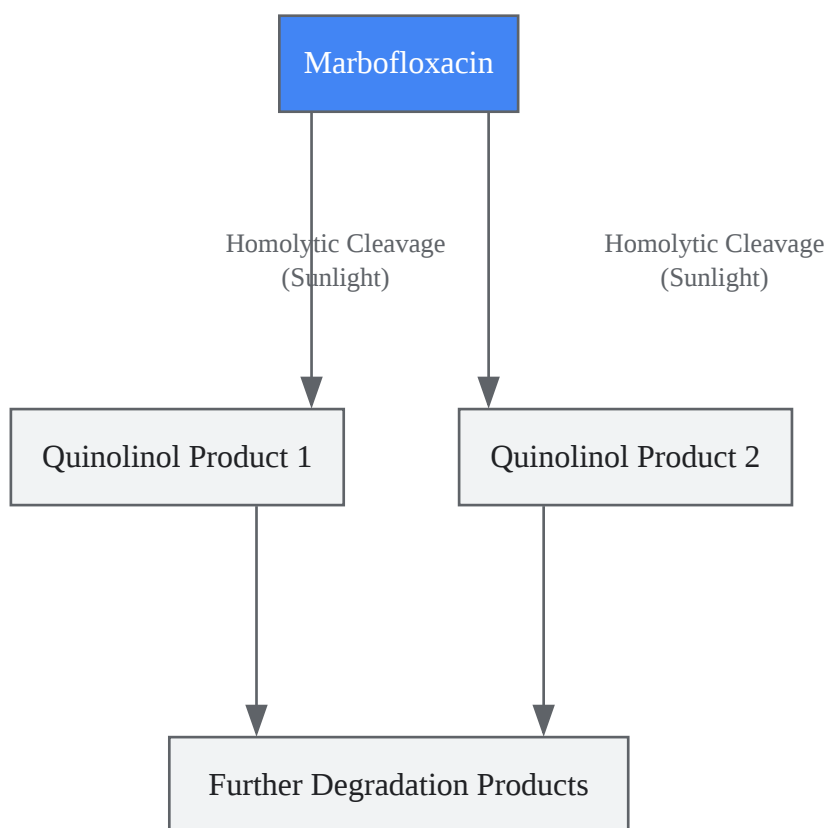 Marbofloxacin
Homolytic Cleavage
(Sunlight)
Homolytic Cleavage
(Sunlight)
Quinolinol Product 1
Quinolinol Product 2
Further Degradation Products